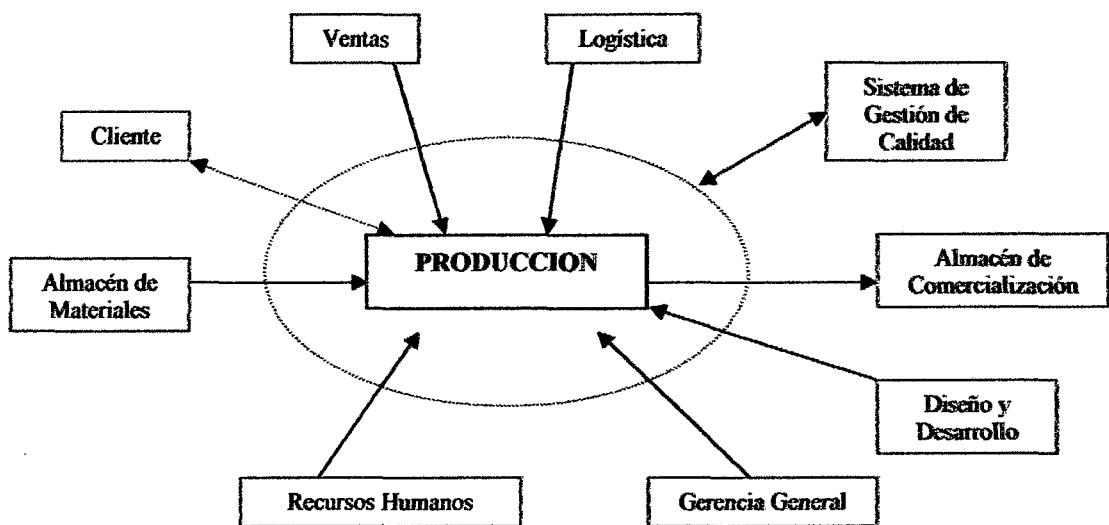 Ventas
Logística
Sistema de
Gestión de
Calidad
Cliente
PRODUCCION
Almacén de
Materiales
Almacén de
Comercialización
Diseño y
Desarrollo
Recursos Humanos
Gerencia General